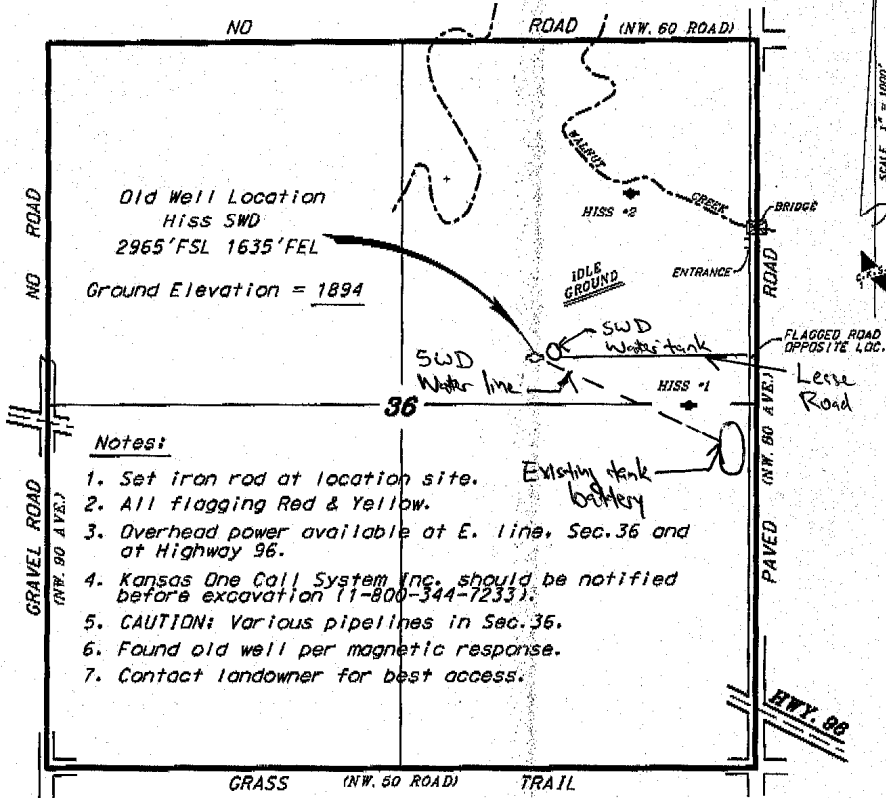 NO ROAD (NW. 60 ROAD)
SCALE 1" = 1000'
NO ROAD
Old Well Location
Hiss SWD
2965'FSL 1635'FEL
Ground Elevation = 1894
WALNUT CREEK
HISS #2
BRIDGE
IDLE
GROUND
ENTRANCE
ROAD
SWD
Water tank
FLAGGED ROAD
OPPOSITE LOC.
SWD
Water line
Lease
Road
HISS #1
36
Existing tank
battery
PAVED (NW. 80 AVE.)
GRAVEL ROAD
(NW. 90 AVE.)
Notes:
1. Set iron rod at location site.
2. All flagging Red & Yellow.
3. Overhead power available at E. line, Sec.36 and
at Highway 96.
4. Kansas One Call System Inc. should be notified
before excavation (1-800-344-7233).
5. CAUTION: Various pipelines in Sec.36.
6. Found old well per magnetic response.
7. Contact landowner for best access.
HWY. 96
GRASS (NW. 50 ROAD) TRAIL